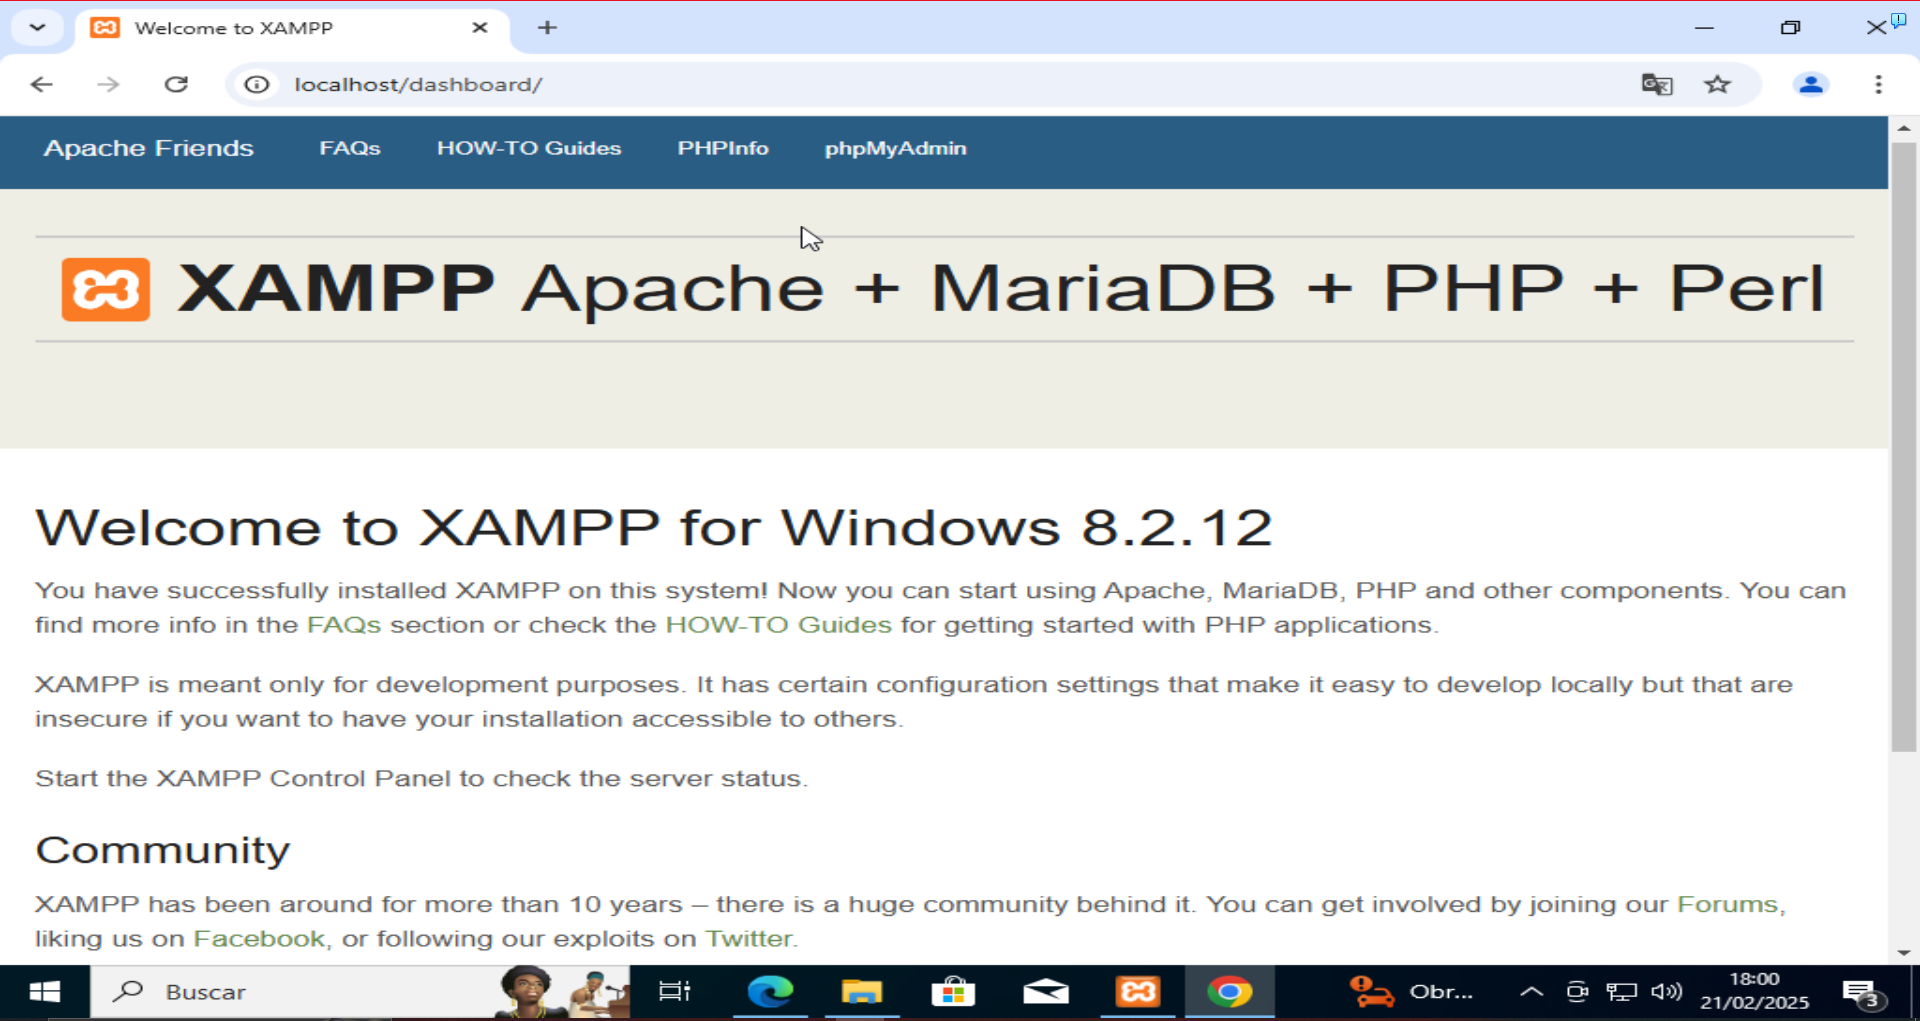 Welcome to XAMPP
localhost/dashboard/
Apache Friends FAQs HOW-TO Guides PHPInfo phpMyAdmin
XAMPP Apache + MariaDB + PHP + Perl
Welcome to XAMPP for Windows 8.2.12
You have successfully installed XAMPP on this system! Now you can start using Apache, MariaDB, PHP and other components. You can
find more info in the FAQs section or check the HOW-TO Guides for getting started with PHP applications.
XAMPP is meant only for development purposes. It has certain configuration settings that make it easy to develop locally but that are
insecure if you want to have your installation accessible to others.
Start the XAMPP Control Panel to check the server status.
Community
XAMPP has been around for more than 10 years – there is a huge community behind it. You can get involved by joining our Forums,
liking us on Facebook, or following our exploits on Twitter.
Buscar
Obr...
18:00
21/02/2025
3